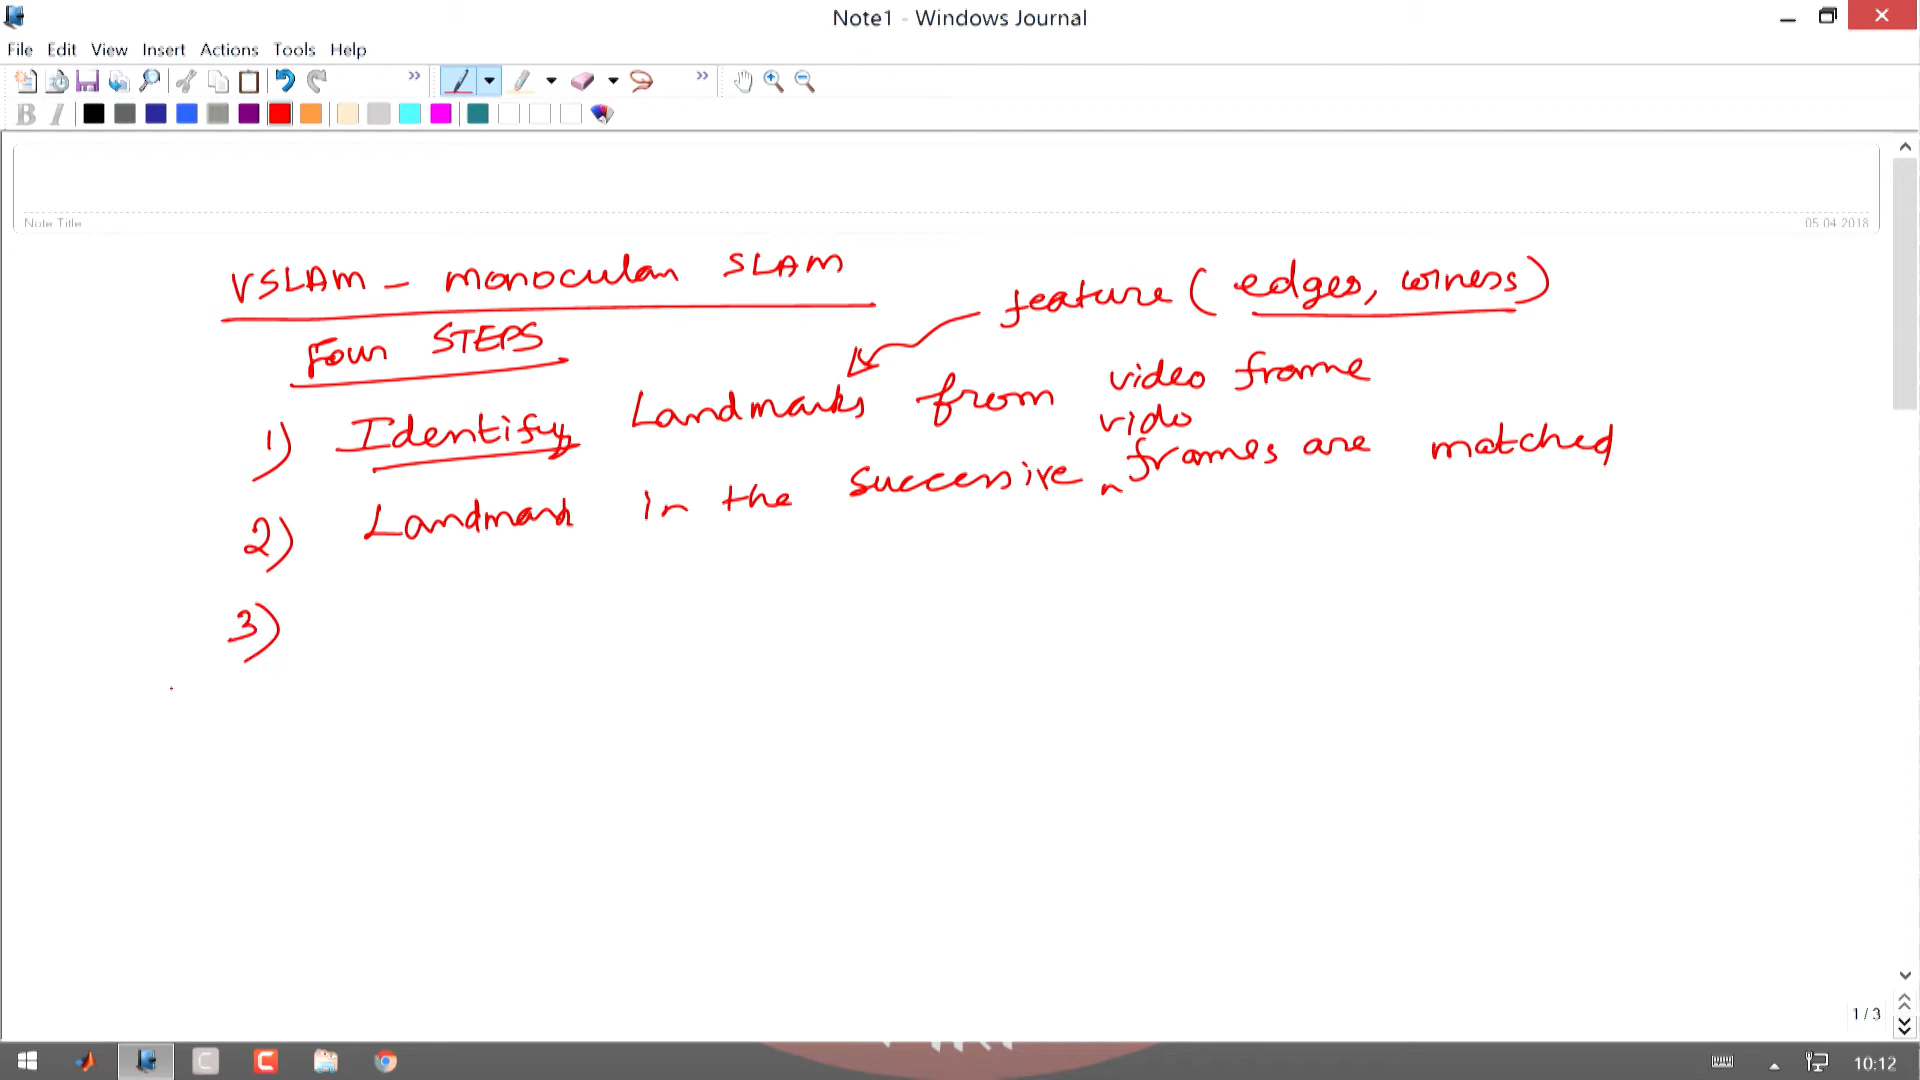 Note1 - Windows Journal
File Edit View Insert Actions Tools Help
B I
Note Title
05-04-2018
VSLAM - monocular SLAM
feature (edges, corness)
Four STEPS
1) Identify Landmarks from video frame
video
2) Landmark in the successive frames are matched
3)
1 / 3
10:12